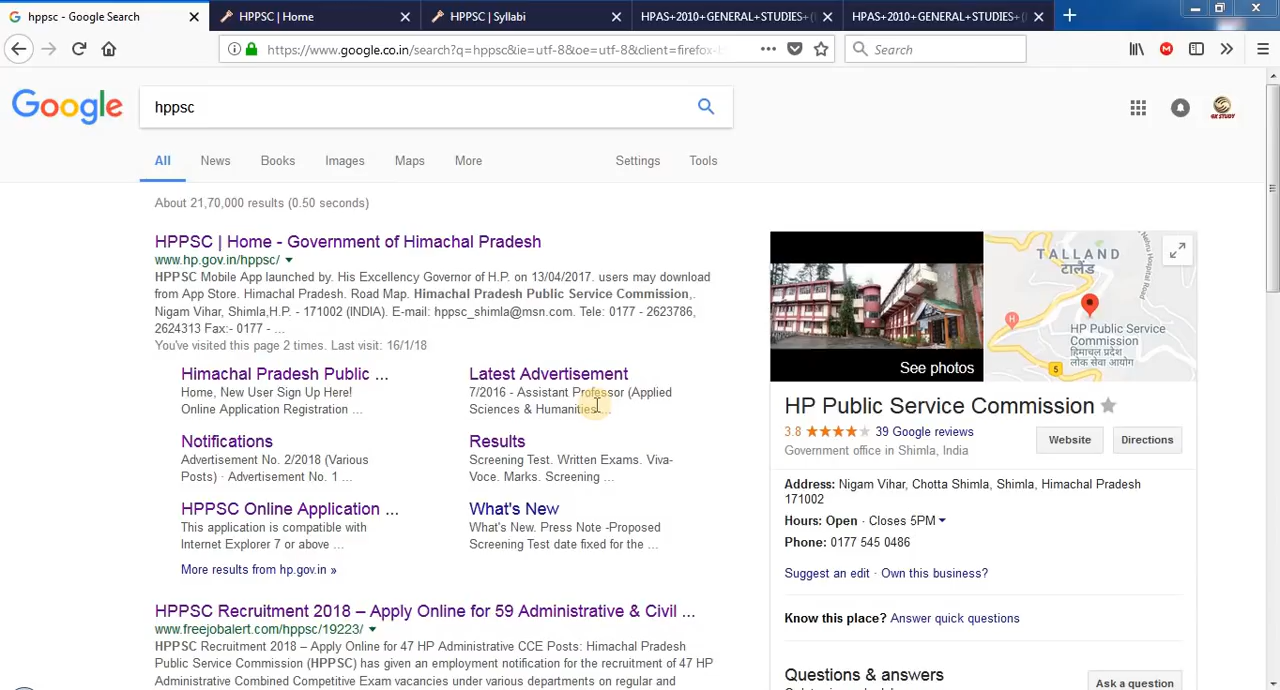 hppsc - Google Search
HPPSC | Home
HPPSC | Syllabi
HPAS+2010+GENERAL+STUDIES+(
HPAS+2010+GENERAL+STUDIES+(
https://www.google.co.in/search?q=hppsc&ie=utf-8&oe=utf-8&client=firefox-b
Search
Google
hppsc
4K STUDY
All
News
Books
Images
Maps
More
Settings
Tools
About 21,70,000 results (0.50 seconds)
HPPSC | Home - Government of Himachal Pradesh
www.hp.gov.in/hppsc/
HPPSC Mobile App launched by. His Excellency Governor of H.P. on 13/04/2017. users may download
from App Store. Himachal Pradesh. Road Map. Himachal Pradesh Public Service Commission,.
Nigam Vihar, Shimla,H.P. - 171002 (INDIA). E-mail: hppsc_shimla@msn.com. Tele: 0177 - 2623786,
2624313 Fax:- 0177 - ...
You've visited this page 2 times. Last visit: 16/1/18
Himachal Pradesh Public ...
Home, New User Sign Up Here!
Online Application Registration ...
Latest Advertisement
7/2016 - Assistant Professor (Applied
Sciences & Humanities...
Notifications
Advertisement No. 2/2018 (Various
Posts) · Advertisement No. 1 ...
Results
Screening Test. Written Exams. Viva-
Voce. Marks. Screening ...
HPPSC Online Application ...
This application is compatible with
Internet Explorer 7 or above ...
What's New
What's New. Press Note -Proposed
Screening Test date fixed for the ...
More results from hp.gov.in »
HPPSC Recruitment 2018 – Apply Online for 59 Administrative & Civil ...
www.freejobalert.com/hppsc/19223/
HPPSC Recruitment 2018 – Apply Online for 47 HP Administrative CCE Posts: Himachal Pradesh
Public Service Commission (HPPSC) has given an employment notification for the recruitment of 47 HP
Administrative Combined Competitive Exam vacancies under various departments on regular and
See photos
TALLAND
टालैंड
HP Public Service
Commission
हिमाचल प्रदेश
लोक सेवा आयोग
5
H
HP Public Service Commission
3.8
39 Google reviews
Government office in Shimla, India
Website
Directions
Address: Nigam Vihar, Chotta Shimla, Shimla, Himachal Pradesh
171002
Hours: Open · Closes 5PM
Phone: 0177 545 0486
Suggest an edit · Own this business?
Know this place? Answer quick questions
Questions & answers
Ask a question